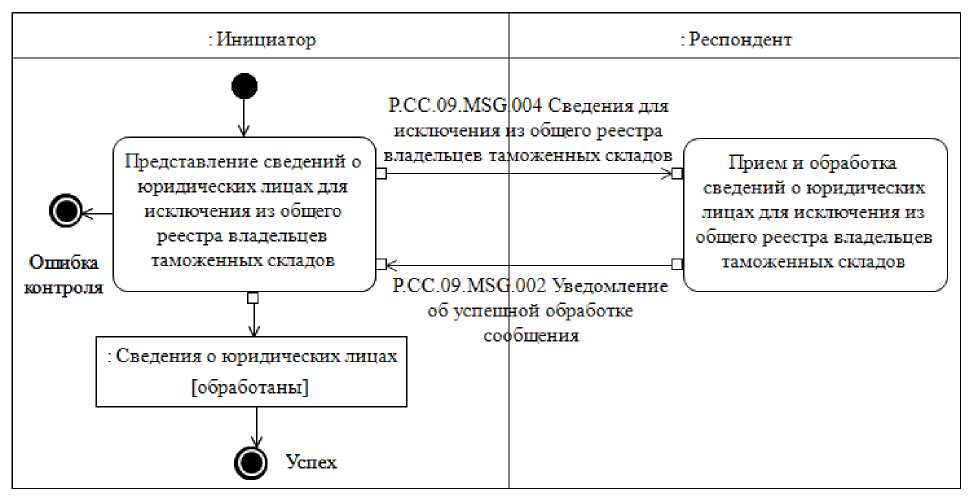 : Инициатор
: Респондент
P.CC.09.MSG.004 Сведения для
исключения из общего реестра
владельцев таможенных складов
Представление сведений о
юридических лицах для
исключения из общего
реестра владельцев
таможенных складов
Прием и обработка
сведений о юридических
лицах для исключения из
общего реестра владельцев
таможенных складов
Ошибка
контроля
P.CC.09.MSG.002 Уведомление
об успешной обработке
сообщения
: Сведения о юридических лицах
[обработаны]
Успех